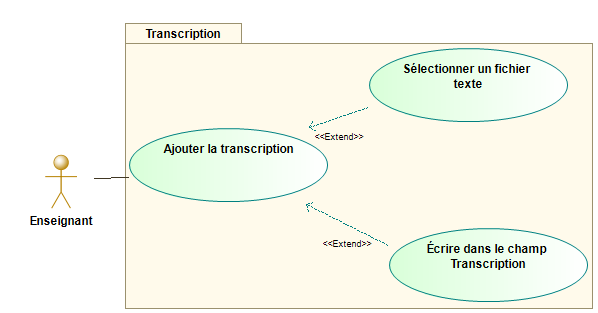 Transcription
Sélectionner un fichier
texte
<<Extend>>
Ajouter la transcription
Enseignant
<<Extend>>
Écrire dans le champ
Transcription